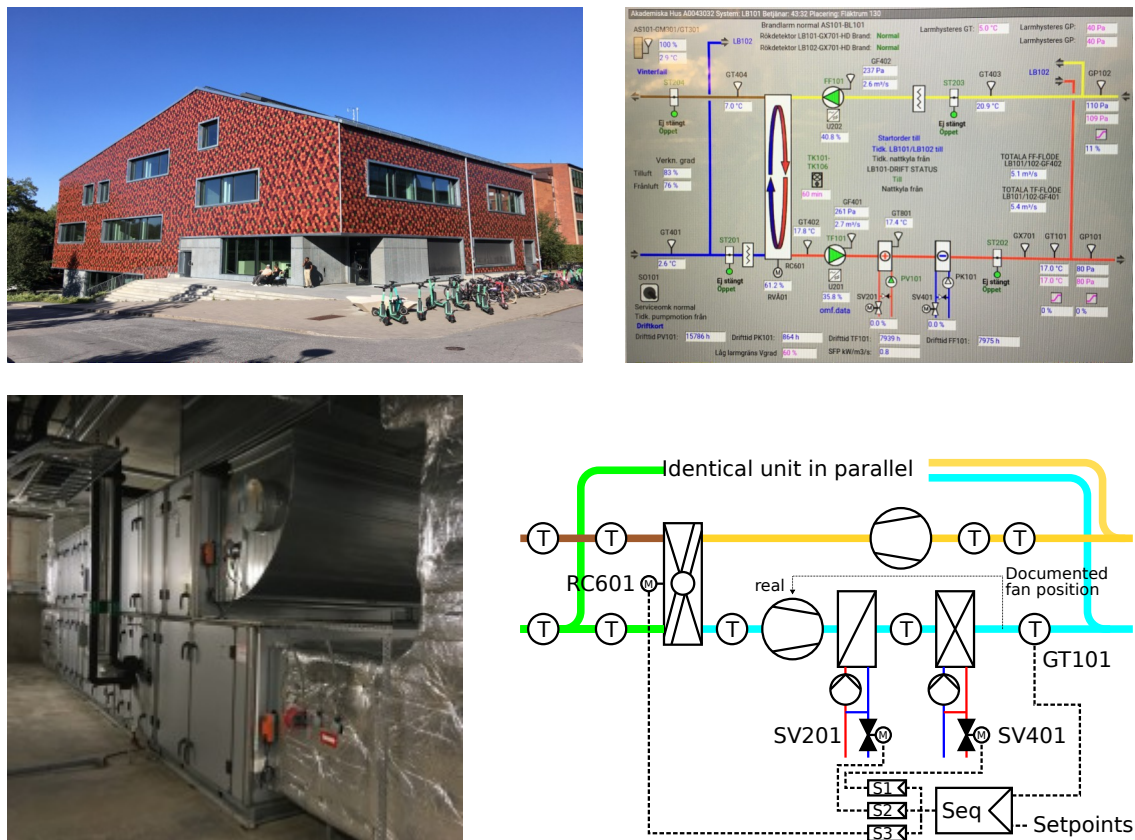 Akademiska Hus A0043032 System: LB101 Betjänar: 43:32 Placering: Fläktrum 130
AS101-GM301/GT301
Brandlarm normal AS101-BL101
Larmhysteres GT: 5.0 °C
Larmhysteres GP: 40 Pa
100 %
2.9 °C
LB102
Rökdetektor LB101-GX701-HD Brand: Normal
Rökdetektor LB101-GX701-HD Brand: Normal
Larmhysteres GP: 40 Pa
Vinterfall
GT404
GF402
237 Pa
2.6 m³/s
FF101
ST203
GT403
LB102
GP102
7.0 °C
20.9 °C
110 Pa
109 Pa
11 %
Ej stängt
Öppet
U202
40.8 %
Ej stängt
Öppet
Startorder till
Tidk. LB101/LB102 till
Tidk. nattkyla från
LB101-DRIFT STATUS
Till
Nattkyla från
Verkn. grad
Tilluft 83 %
Frånluft 76 %
TK101-
TK106
60 min
TOTALA FF-FLÖDE
LB101/102-GF402
5.1 m³/s
TOTALA TF-FLÖDE
LB101/102-GF401
5.4 m³/s
GT401
2.6 °C
ST201
GT402
17.8 °C
GF401
261 Pa
2.7 m³/s
TF101
GT801
17.4 °C
ST202
GX701
GT101
GP101
17.0 °C
17.0 °C
80 Pa
80 Pa
0 %
0 %
SO101
Ej stängt
Öppet
M
RC601
61.2 %
RVÄ01
U201
35.8 %
omf.data
PV101
SV201
M
0.0 %
PK101
SV401
M
0.0 %
Ej stängt
Öppet
Serviceomk normal
Tidk. pumpmotion från
Driftkort
Drifttid PV101: 15786 h
Drifttid PK101: 864 h
Drifttid TF101: 7939 h
Drifttid FF101: 7975 h
Låg larmgräns Vgrad 60 %
SFP kW/m3/s: 0.8
Identical unit in parallel
T
T
T
T
RC601
M
real
Documented
fan position
T
T
T
T
T
GT101
SV201
M
M
SV401
S1
S2
S3
Seq
Setpoints